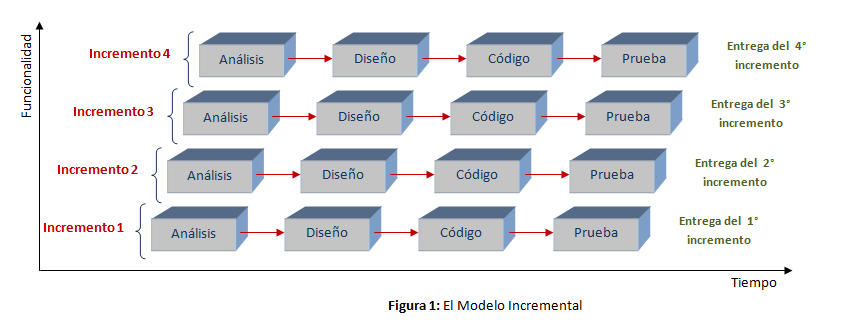 Funcionalidad
Incremento 4
Análisis
Diseño
Código
Prueba
Entrega del 4°
incremento
Incremento 3
Análisis
Diseño
Código
Prueba
Entrega del 3°
incremento
Incremento 2
Análisis
Diseño
Código
Prueba
Entrega del 2°
incremento
Incremento 1
Análisis
Diseño
Código
Prueba
Entrega del 1°
incremento
Tiempo
Figura 1: El Modelo Incremental